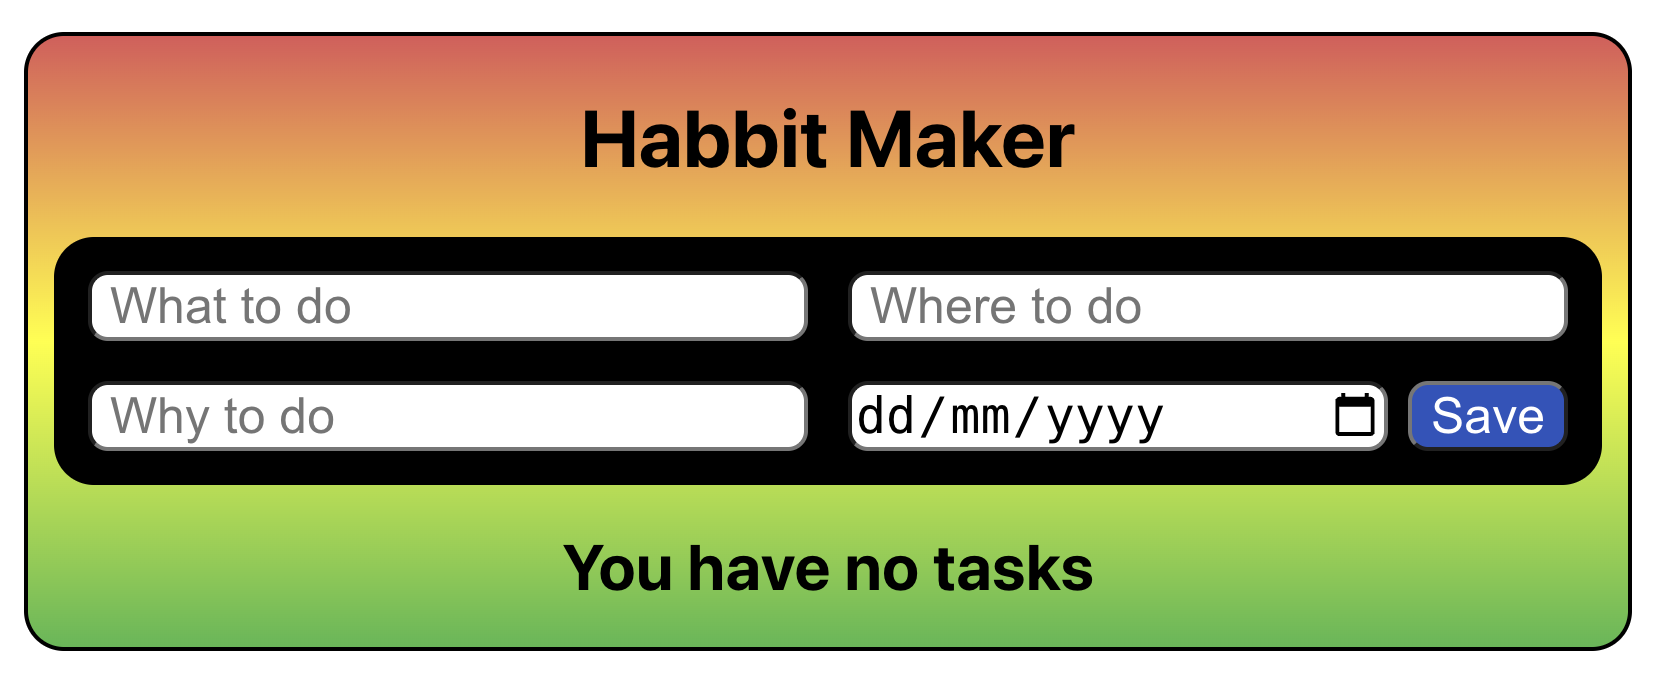 Habbit Maker
What to do
Where to do
Why to do
dd/mm/yyyy
Save
You have no tasks